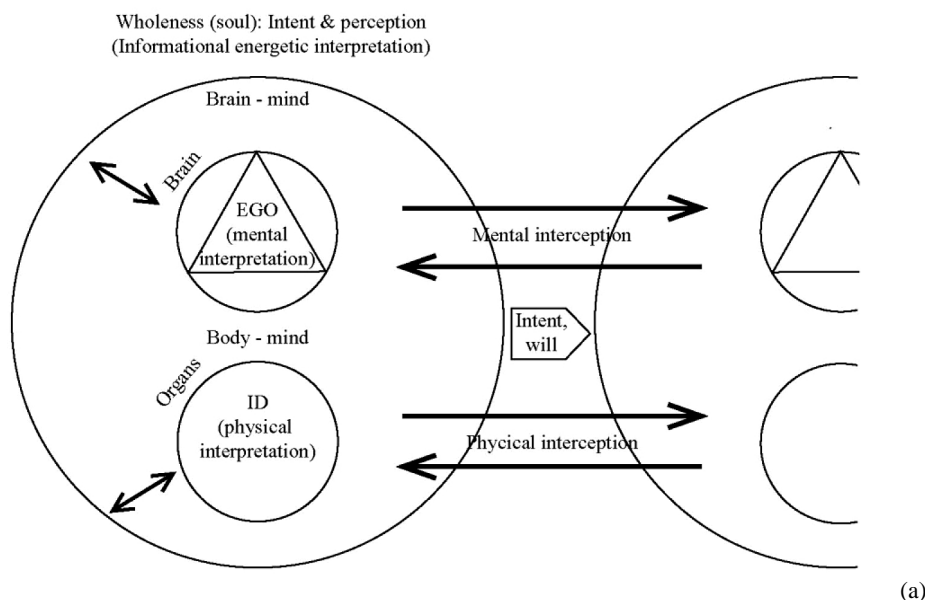 Wholeness (soul): Intent & perception
(Informational energetic interpretation)
Brain - mind
Brain
EGO
(mental
interpretation)
Mental interception
Intent,
will
Body - mind
Organs
ID
(physical
interpretation)
Phycical interception
(a)